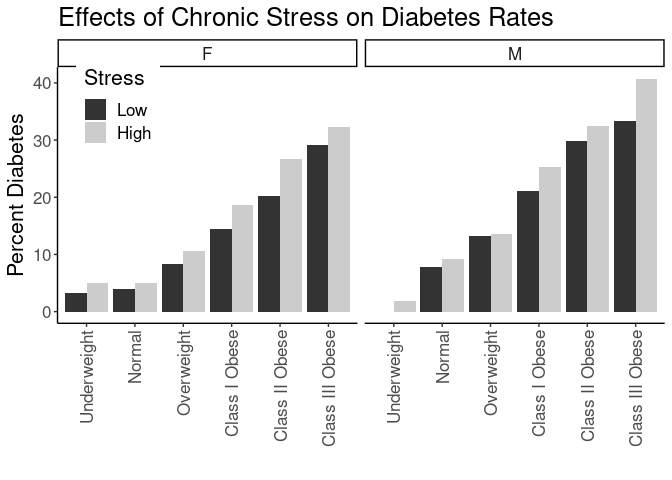 Effects of Chronic Stress on Diabetes Rates
F
M
Stress
Low
High
Percent Diabetes
40
30
20
10
0
Underweight
Normal
Overweight
Class I Obese
Class II Obese
Class III Obese
Underweight
Normal
Overweight
Class I Obese
Class II Obese
Class III Obese